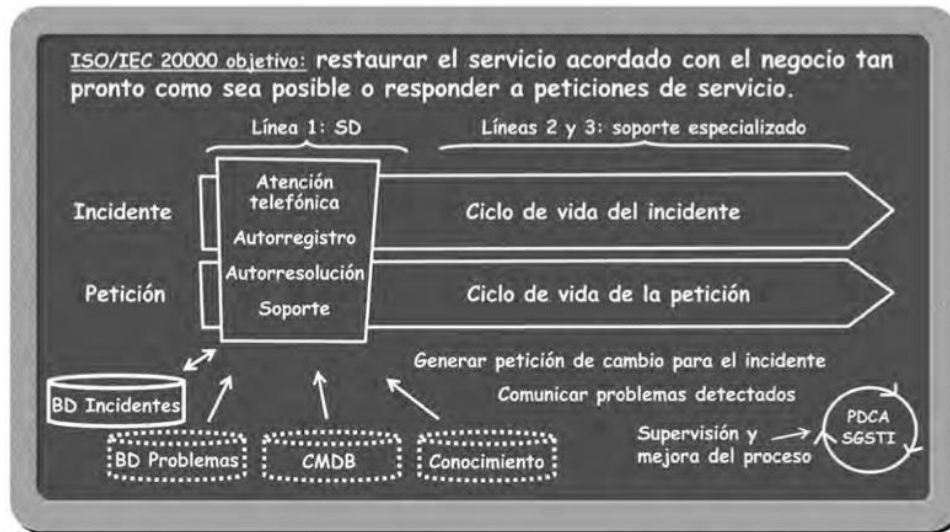 ISO/IEC 20000 objetivo: restaurar el servicio acordado con el negocio tan
pronto como sea posible o responder a peticiones de servicio.
Línea 1: SD
Líneas 2 y 3: soporte especializado
Incidente
Atención
telefónica
Autorregistro
Autorresolución
Soporte
Ciclo de vida del incidente
Petición
Ciclo de vida de la petición
Generar petición de cambio para el incidente
Comunicar problemas detectados
BD Incidentes
BD Problemas
CMDB
Conocimiento
Supervisión y
mejora del proceso
PDCA
SGSTI